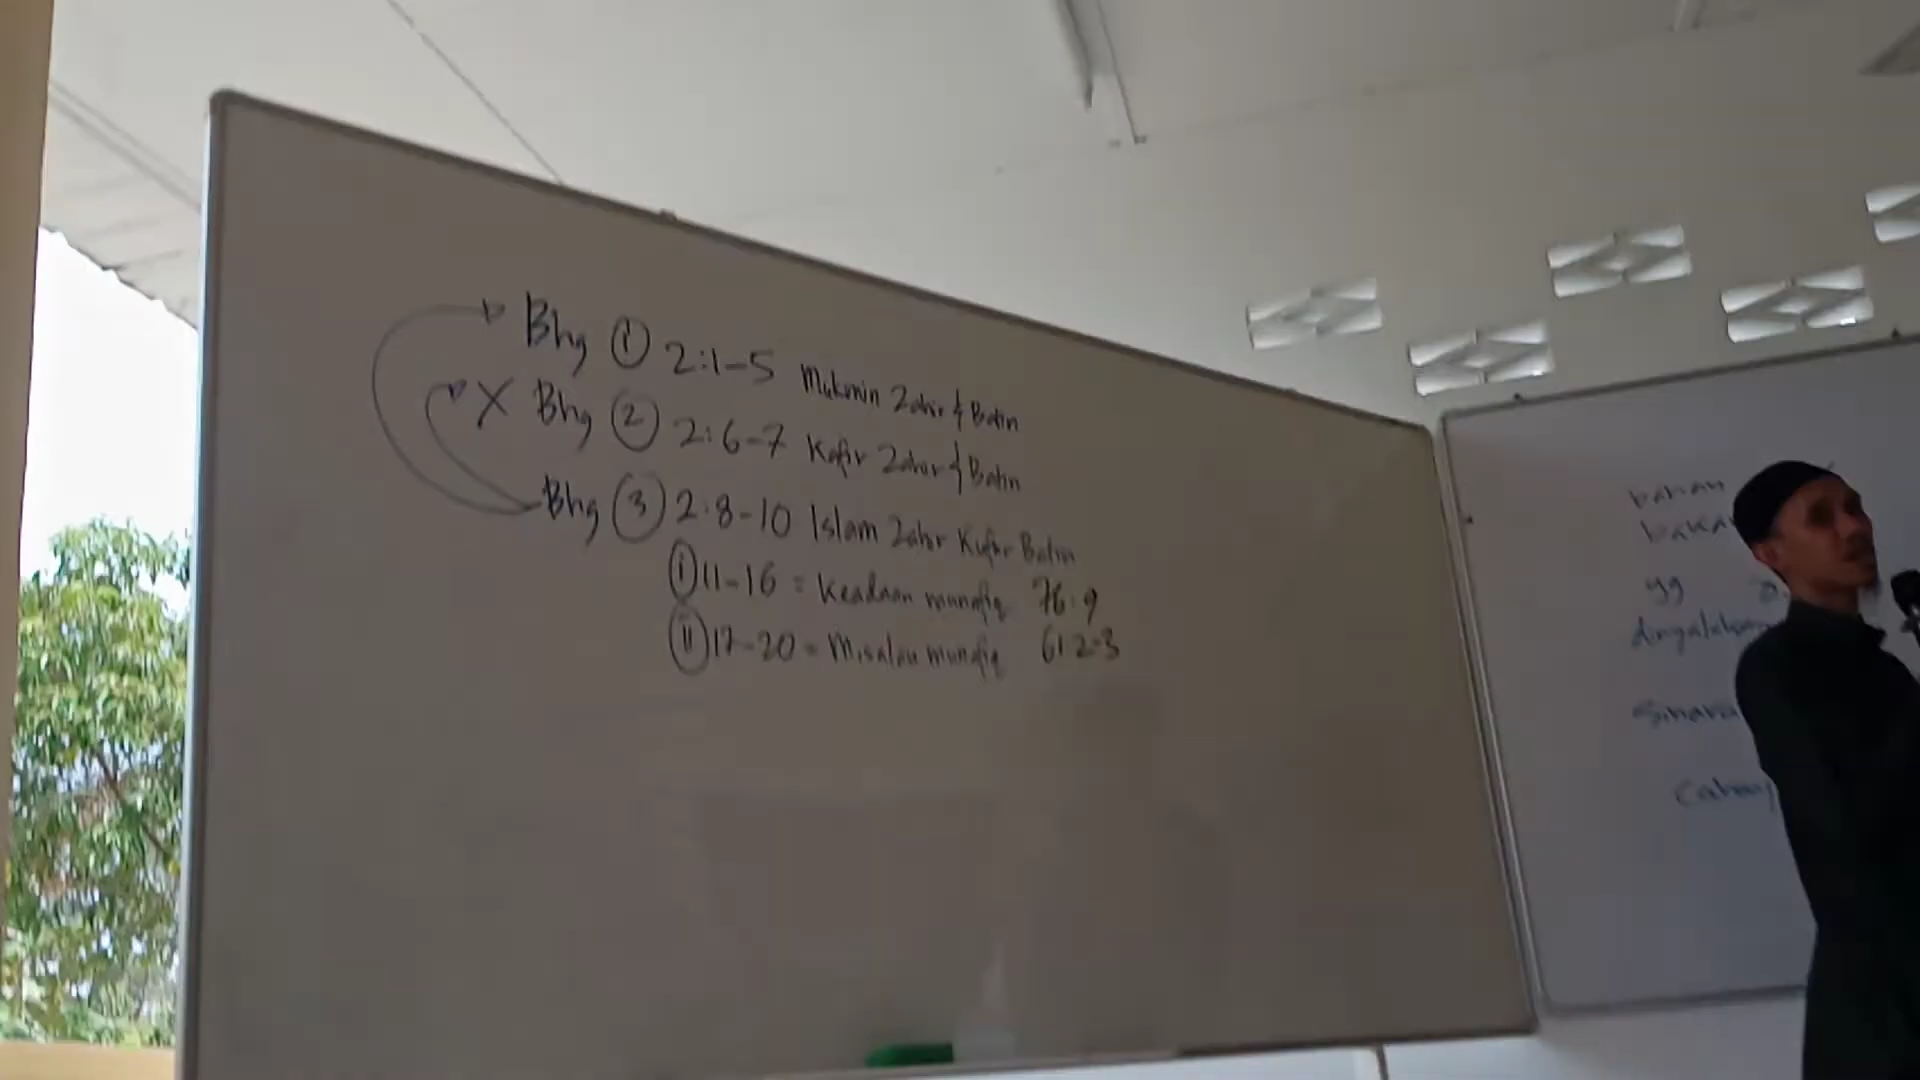 Bhg ① 2:1-5 Mukmin Zahir & Batin
X Bhg ② 2:6-7 Kafir Zahir & Batin
Bhg ③ 2:8-10 Islam Zahir Kufur Batin
(i) 11-16 = Keadaan munafiq 76:9
(ii) 17-20 = Misalan munafiq 61:2-3
bahan
bakar
yg